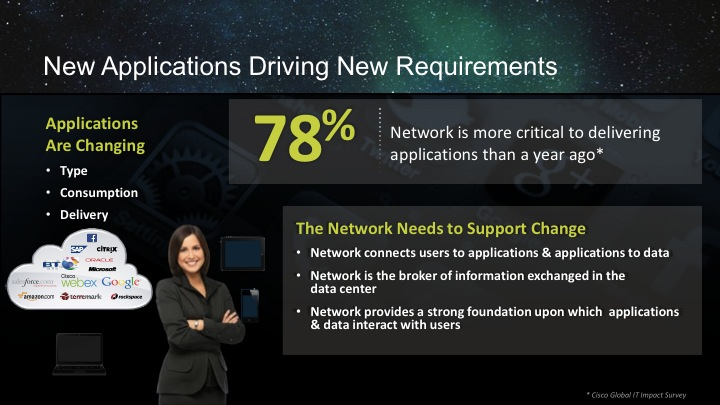 New Applications Driving New Requirements
Applications
Are Changing
• Type
• Consumption
• Delivery
78%
Network is more critical to delivering
applications than a year ago*
The Network Needs to Support Change
• Network connects users to applications & applications to data
• Network is the broker of information exchanged in the
data center
• Network provides a strong foundation upon which applications
& data interact with users
f
SAP
CITRIX
BT
ORACLE
Microsoft
salesforce.com
Cisco
webex
Google
amazon.com
terremark
rackspace
* Cisco Global IT Impact Survey